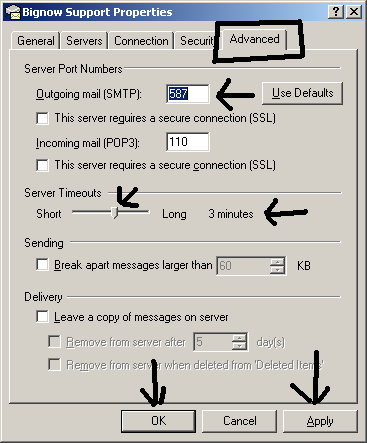 Bignow Support Properties
General Servers Connection Securit Advanced
Server Port Numbers
Outgoing mail (SMTP): 587 Use Defaults
This server requires a secure connection (SSL)
Incoming mail (POP3): 110
This server requires a secure connection (SSL)
Server Timeouts
Short Long 3 minutes
Sending
Break apart messages larger than 60 KB
Delivery
Leave a copy of messages on server
Remove from server after 5 day(s)
Remove from server when deleted from 'Deleted Items'
OK Cancel Apply